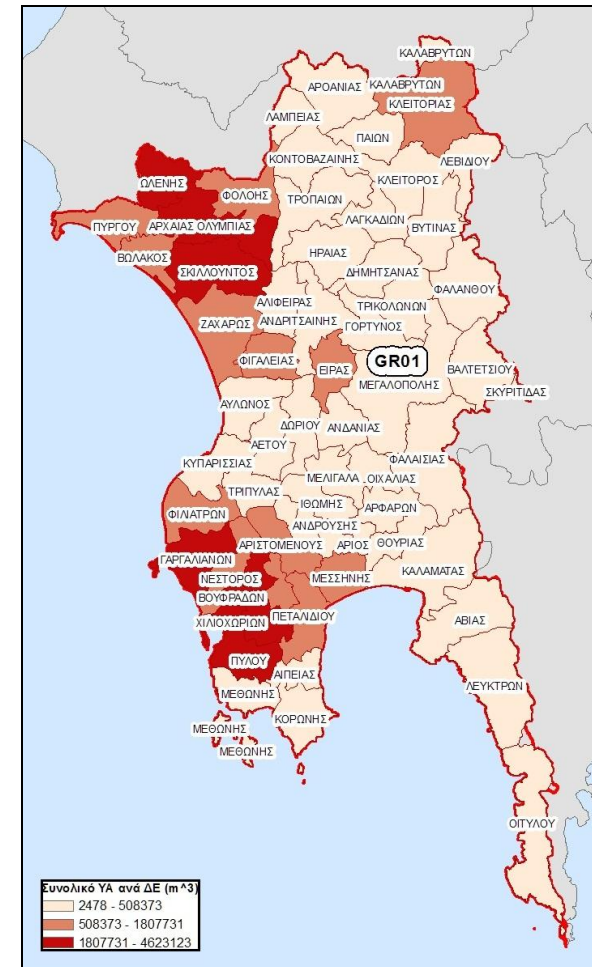 ΚΑΛΑΒΡΥΤΩΝ
ΑΡΟΑΝΙΑΣ
ΚΑΛΑΒΡΥΤΩΝ
ΚΛΕΙΤΟΡΙΑΣ
ΛΑΜΠΕΙΑΣ
ΠΑΙΩΝ
ΚΟΝΤΟΒΑΖΑΙΝΗΣ
ΛΕΒΙΔΙΟΥ
ΩΛΕΝΗΣ
ΚΛΕΙΤΟΡΟΣ
ΦΟΛΟΗΣ
ΤΡΟΠΑΙΩΝ
ΛΑΓΚΑΔΙΩΝ
ΠΥΡΓΟΥ
ΑΡΧΑΙΑΣ ΟΛΥΜΠΙΑΣ
ΒΥΤΙΝΑΣ
ΗΡΑΙΑΣ
ΒΩΛΑΚΟΣ
ΣΚΙΛΛΟΥΝΤΟΣ
ΔΗΜΗΤΣΑΝΑΣ
ΦΑΛΑΝΘΟΥ
ΑΛΙΦΕΙΡΑΣ
ΤΡΙΚΟΛΩΝΩΝ
ΖΑΧΑΡΩΣ
ΑΝΔΡΙΤΣΑΙΝΗΣ
ΓΟΡΤΥΝΟΣ
ΦΙΓΑΛΕΙΑΣ
GR01
ΕΙΡΑΣ
ΒΑΛΤΕΤΣΙΟΥ
ΜΕΓΑΛΟΠΟΛΗΣ
ΣΚΥΡΙΤΙΔΑΣ
ΑΥΛΩΝΟΣ
ΔΩΡΙΟΥ
ΑΝΔΑΝΙΑΣ
ΑΕΤΟΥ
ΚΥΠΑΡΙΣΣΙΑΣ
ΦΑΛΑΙΣΙΑΣ
ΜΕΛΙΓΑΛΑ
ΟΙΧΑΛΙΑΣ
ΤΡΙΠΥΛΑΣ
ΙΘΩΜΗΣ
ΑΡΦΑΡΩΝ
ΦΙΛΙΑΤΡΩΝ
ΑΝΔΡΟΥΣΗΣ
ΑΡΙΣΤΟΜΕΝΟΥΣ
ΑΡΙΟΣ
ΘΟΥΡΙΑΣ
ΓΑΡΓΑΛΙΑΝΩΝ
ΚΑΛΑΜΑΤΑΣ
ΝΕΣΤΟΡΟΣ
ΜΕΣΣΗΝΗΣ
ΒΟΥΦΡΑΔΩΝ
ΠΕΤΑΛΙΔΙΟΥ
ΧΙΛΙΟΧΩΡΙΩΝ
ΑΒΙΑΣ
ΠΥΛΟΥ
ΑΙΠΕΙΑΣ
ΛΕΥΚΤΡΩΝ
ΜΕΘΩΝΗΣ
ΚΟΡΩΝΗΣ
ΜΕΘΩΝΗΣ
ΜΕΘΩΝΗΣ
ΟΙΤΥΛΟΥ
Συνολικό ΥΑ ανά ΔΕ (m^3)
2478 - 508373
508373 - 1807731
1807731 - 4623123